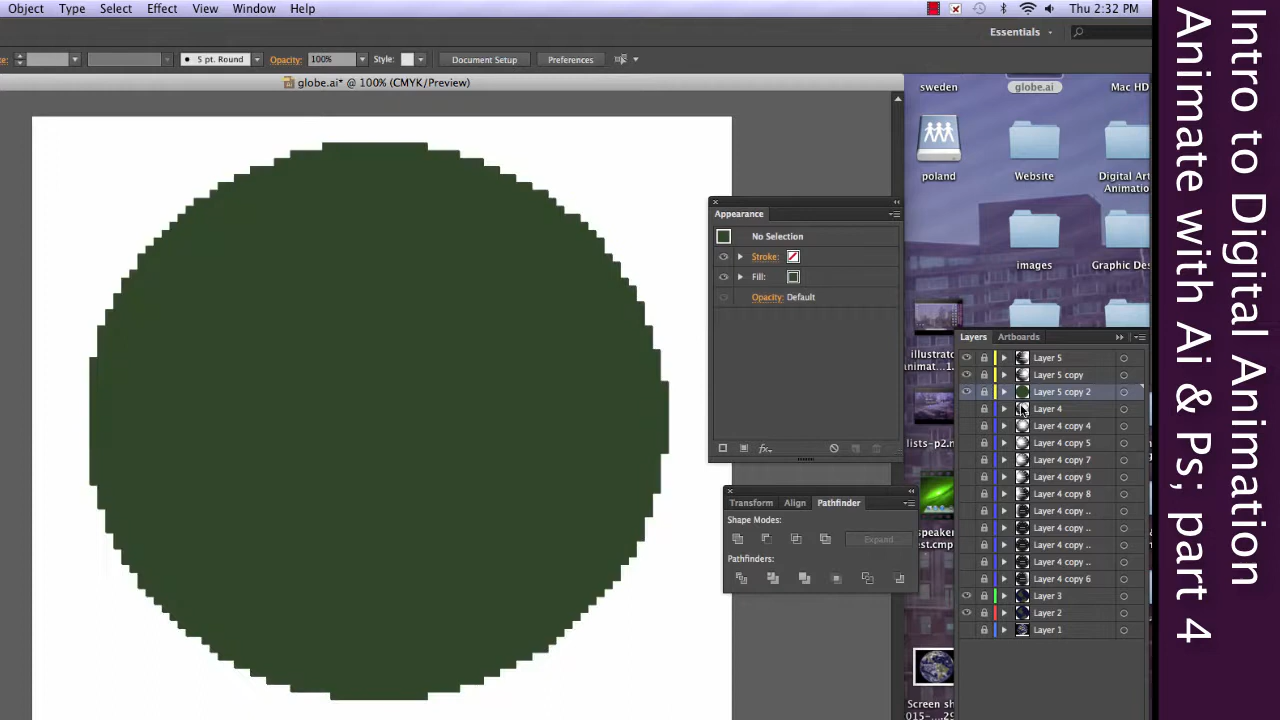 Object Type Select Effect View Window Help
Thu 2:32 PM
Essentials
5 pt. Round
Opacity: 100%
Style:
Document Setup
Preferences
globe.ai* @ 100% (CMYK/Preview)
sweden
globe.ai
Mac HD
poland
Website
Digital Art
Animatio
images
Graphic Des
illustrato
animat...1.
lists-p2.n
speaker
est.cmp
Screen sh
015-...29
Appearance
No Selection
Stroke:
Fill:
Opacity: Default
Transform Align Pathfinder
Shape Modes:
Expand
Pathfinders:
Layers Artboards
Layer 5
Layer 5 copy
Layer 5 copy 2
Layer 4
Layer 4 copy 4
Layer 4 copy 5
Layer 4 copy 7
Layer 4 copy 9
Layer 4 copy 8
Layer 4 copy ..
Layer 4 copy ..
Layer 4 copy ..
Layer 4 copy ..
Layer 4 copy 6
Layer 3
Layer 2
Layer 1
Intro to Digital Animation
Animate with Ai & Ps; part 4